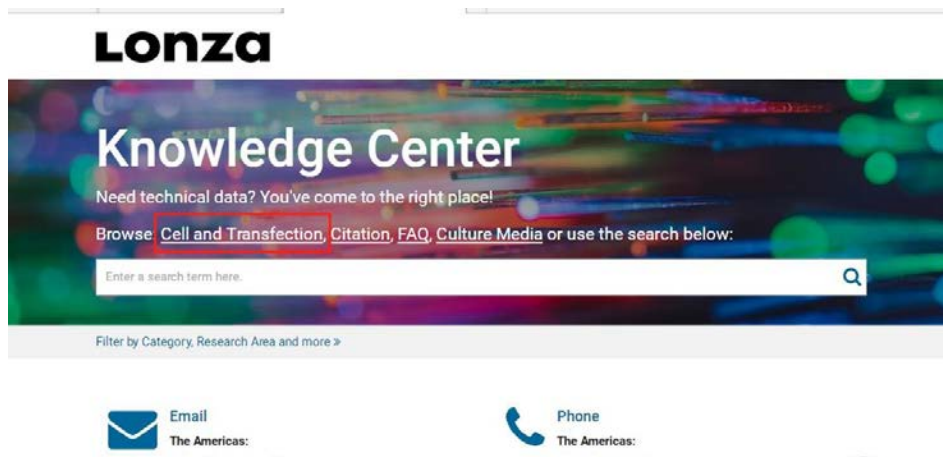 Lonza
Knowledge Center
Need technical data? You've come to the right place!
Browse Cell and Transfection, Citation, FAQ, Culture Media or use the search below:
Enter a search term here.
Filter by Category, Research Area and more »
Email
The Americas:
Phone
The Americas: